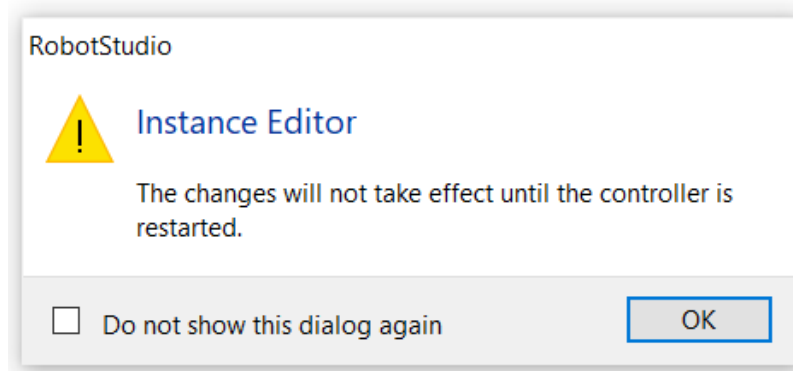 RobotStudio
Instance Editor
The changes will not take effect until the controller is
restarted.
Do not show this dialog again
OK